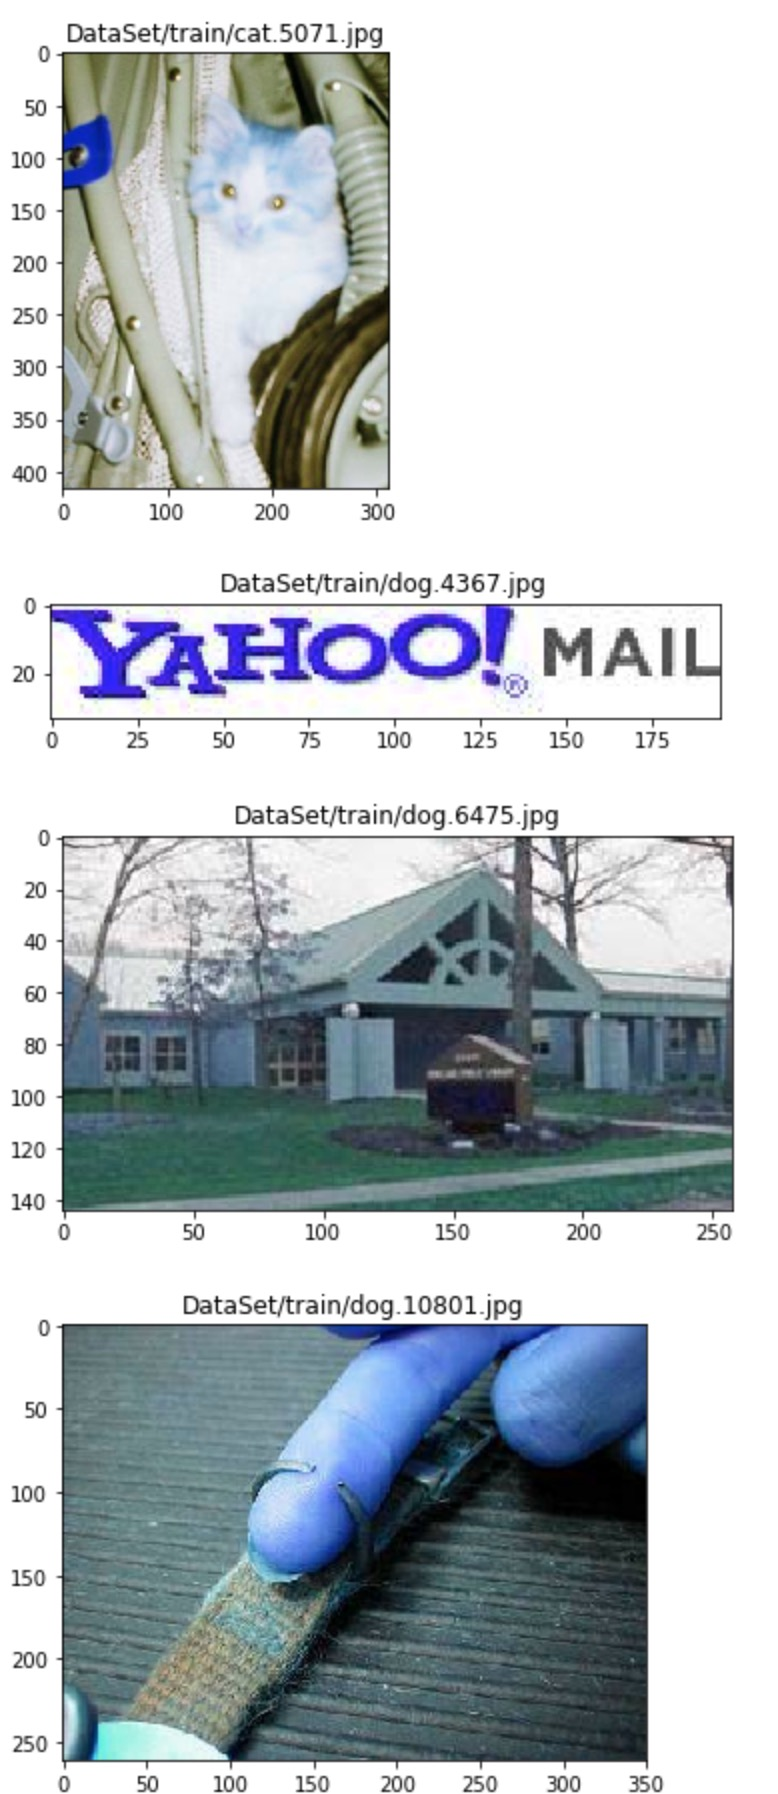 DataSet/train/cat.5071.jpg
0
50
100
150
200
250
300
350
400
0 100 200 300
DataSet/train/dog.4367.jpg
0
20
YAHOO!® MAIL
0 25 50 75 100 125 150 175
DataSet/train/dog.6475.jpg
0
20
40
60
80
100
120
140
0 50 100 150 200 250
DataSet/train/dog.10801.jpg
0
50
100
150
200
250
0 50 100 150 200 250 300 350